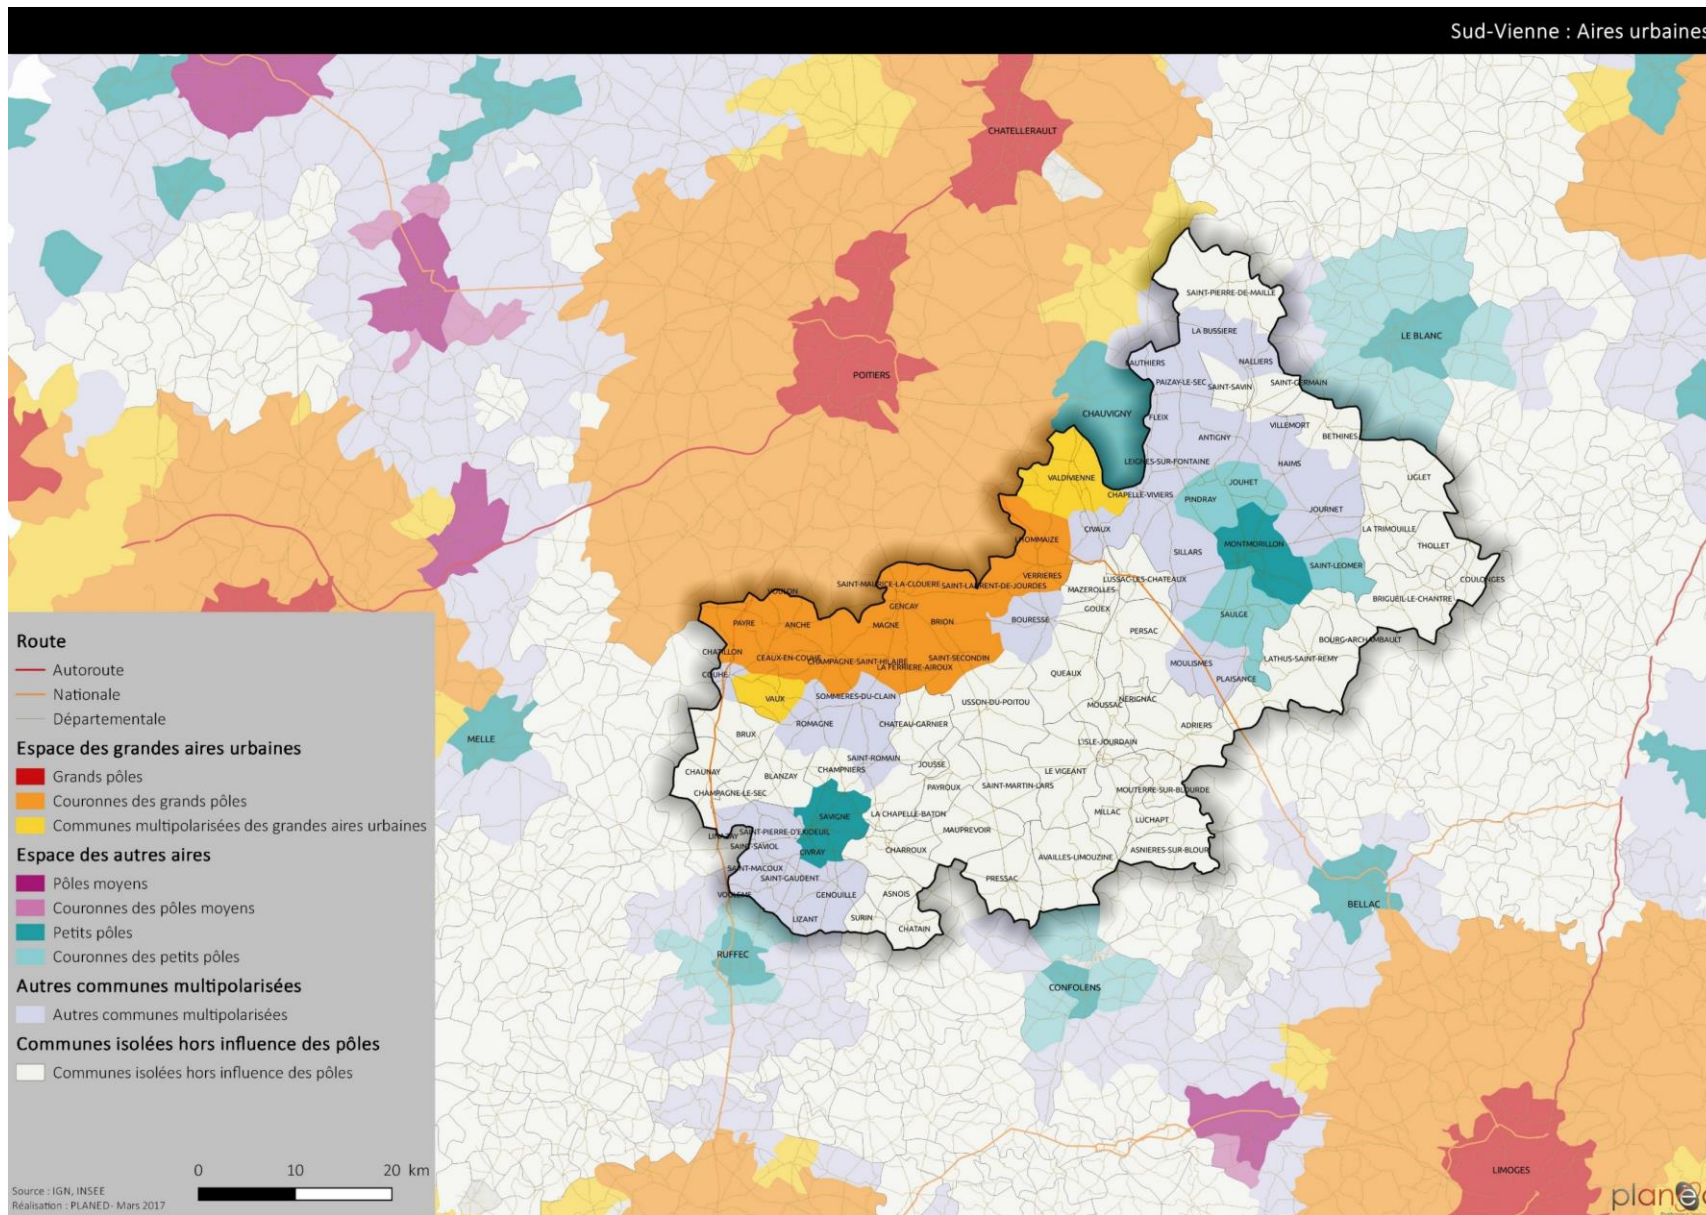 Sud-Vienne : Aires urbaines
CHATELLERAULT
SAINT-PIERRE-DE-MAILLE
LA BUSSIERE
LE BLANC
LAUTHIERS
NALLIERS
POITIERS
PAIZAY-LE-SEC
SAINT-SAVIN
SAINT-GERMAIN
CHAUVIGNY
FLEIX
VILLEMORT
ANTIGNY
BETHINES
LEIGNES-SUR-FONTAINE
HAIMS
VALDIVIENNE
LIGLET
JOUHET
CHAPELLE-VIVIERS
PINDRAY
JOURNET
CIVAUX
LA TRIMOUILLE
LHOMMAIZE
MONTMORILLON
THOLLET
SILLARS
SAINT-LEOMER
VERRIERES
LUSSAC-LES-CHATEAUX
COULONGES
SAINT-MAURICE-LA-CLOUERE
SAINT-LAURENT-DE-JOURDES
MAZEROLLES
VOULON
BRIGUEIL-LE-CHANTRE
GENCAY
GOUEX
SAULGE
PAYRE
ANCHE
MAGNE
BRION
BOURESSE
PERSAC
BOURG-ARCHAMBAULT
CHATILLON
CEAUX-EN-COUHE
CHAMPAGNE-SAINT-HILAIRE
SAINT-SECONDIN
LATHUS-SAINT-REMY
LA FERRIERE-AIROUX
MOULISMES
COUHE
QUEAUX
PLAISANCE
VAUX
SOMMIERES-DU-CLAIN
USSON-DU-POITOU
NERIGNAC
MOUSSAC
ROMAGNE
CHATEAU-GARNIER
ADRIERS
MELLE
BRUX
L'ISLE-JOURDAIN
SAINT-ROMAIN
JOUSSE
CHAUNAY
BLANZAY
CHAMPNIERS
LE VIGEANT
CHAMPAGNE-LE-SEC
PAYROUX
SAINT-MARTIN-LARS
MOUTERRE-SUR-BLOURDE
SAVIGNE
LA CHAPELLE-BATON
MILLAC
LUCHAPT
LINAZAY
SAINT-PIERRE-D'EXIDEUIL
MAUPREVOIR
SAINT-SAVIOL
CIVRAY
CHARROUX
AVAILLES-LIMOUZINE
ASNIERES-SUR-BLOUR
SAINT-MACOUX
SAINT-GAUDENT
PRESSAC
VOULEME
GENOUILLE
ASNOIS
BELLAC
LIZANT
SURIN
CHATAIN
RUFFEC
CONFOLENS
LIMOGES
Route
Autoroute
Nationale
Départementale
Espace des grandes aires urbaines
Grands pôles
Couronnes des grands pôles
Communes multipolarisées des grandes aires urbaines
Espace des autres aires
Pôles moyens
Couronnes des pôles moyens
Petits pôles
Couronnes des petits pôles
Autres communes multipolarisées
Autres communes multipolarisées
Communes isolées hors influence des pôles
Communes isolées hors influence des pôles
0 10 20 km
Source : IGN, INSEE
Réalisation : PLANED- Mars 2017
planèd